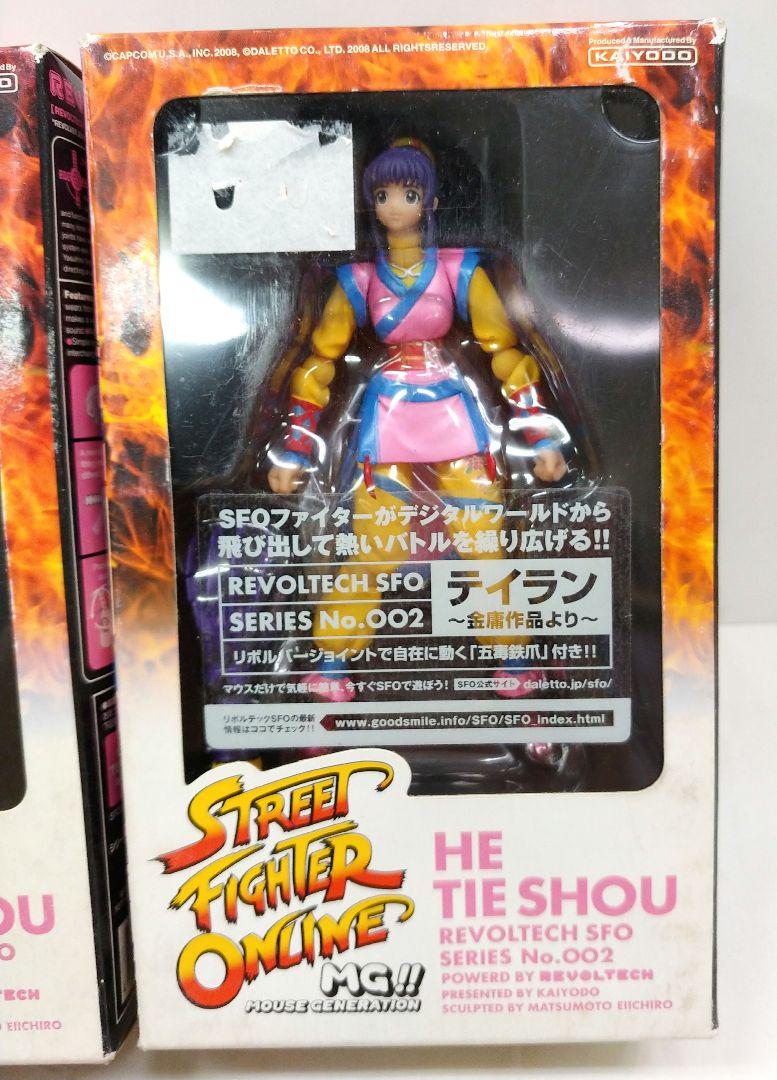 ©CAPCOM U.S.A., INC. 2008, ©DALETTO CO., LTD. 2008 ALL RIGHTS RESERVED.
Produced & Manufactured By
KAIYODO
SFOファイターがデジタルワールドから
飛び出して熱いバトルを繰り広げる!!
REVOLTECH SFO
SERIES No.002
テイラン
〜金庸作品より〜
リボルバージョイントで自在に動く「五毒鉄爪」付き!!
マウスだけで気軽に簡単、今すぐSFOで遊ぼう! SFO公式サイト daletto.jp/sfo/
リボルテックSFOの最新
情報はココでチェック!!
www.goodsmile.info/SFO/SFO_index.html
STREET
FIGHTER
ONLINE
MG!!
MOUSE GENERATION
HE
TIE SHOU
REVOLTECH SFO
SERIES No.002
POWERD BY REVOLTECH
PRESENTED BY KAIYODO
SCULPTED BY MATSUMOTO EIICHIRO
OU
TECH
EIICHIRO